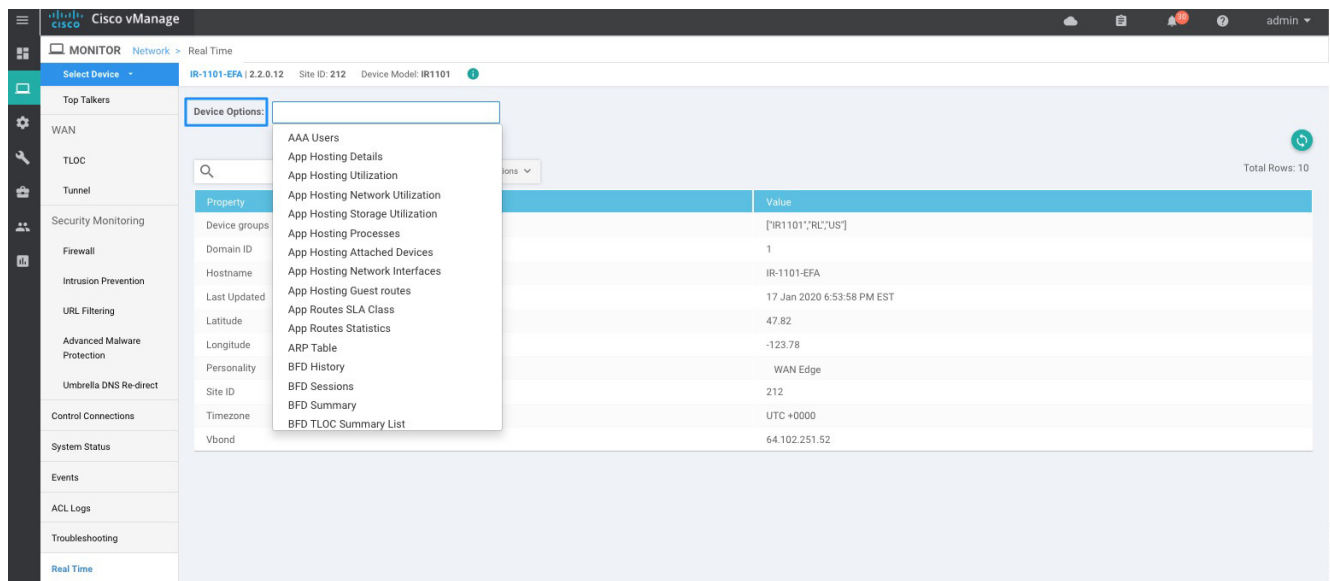 cisco Cisco vManage
30
admin
MONITOR Network > Real Time
Select Device
IR-1101-EFA | 2.2.0.12 Site ID: 212 Device Model: IR1101
Top Talkers
WAN
TLOC
Tunnel
Security Monitoring
Firewall
Intrusion Prevention
URL Filtering
Advanced Malware
Protection
Umbrella DNS Re-direct
Control Connections
System Status
Events
ACL Logs
Troubleshooting
Real Time
Device Options:
AAA Users
App Hosting Details
App Hosting Utilization
App Hosting Network Utilization
App Hosting Storage Utilization
App Hosting Processes
App Hosting Attached Devices
App Hosting Network Interfaces
App Hosting Guest routes
App Routes SLA Class
App Routes Statistics
ARP Table
BFD History
BFD Sessions
BFD Summary
BFD TLOC Summary List
Total Rows: 10
Property Value
Device groups ["IR1101","RL","US"]
Domain ID 1
Hostname IR-1101-EFA
Last Updated 17 Jan 2020 6:53:58 PM EST
Latitude 47.82
Longitude -123.78
Personality WAN Edge
Site ID 212
Timezone UTC +0000
Vbond 64.102.251.52